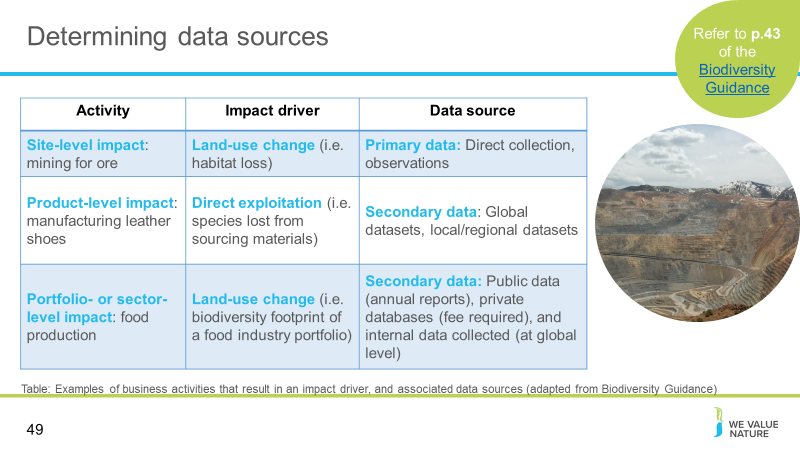 Determining data sources
Refer to p.43
of the
Biodiversity
Guidance
Activity
Impact driver
Data source
Site-level impact:
mining for ore
Land-use change (i.e.
habitat loss)
Primary data: Direct collection,
observations
Product-level impact:
manufacturing leather
shoes
Direct exploitation (i.e.
species lost from
sourcing materials)
Secondary data: Global
datasets, local/regional datasets
Portfolio- or sector-
level impact: food
production
Land-use change (i.e.
biodiversity footprint of
a food industry portfolio)
Secondary data: Public data
(annual reports), private
databases (fee required), and
internal data collected (at global
level)
Table: Examples of business activities that result in an impact driver, and associated data sources (adapted from Biodiversity Guidance)
49
WE VALUE
NATURE